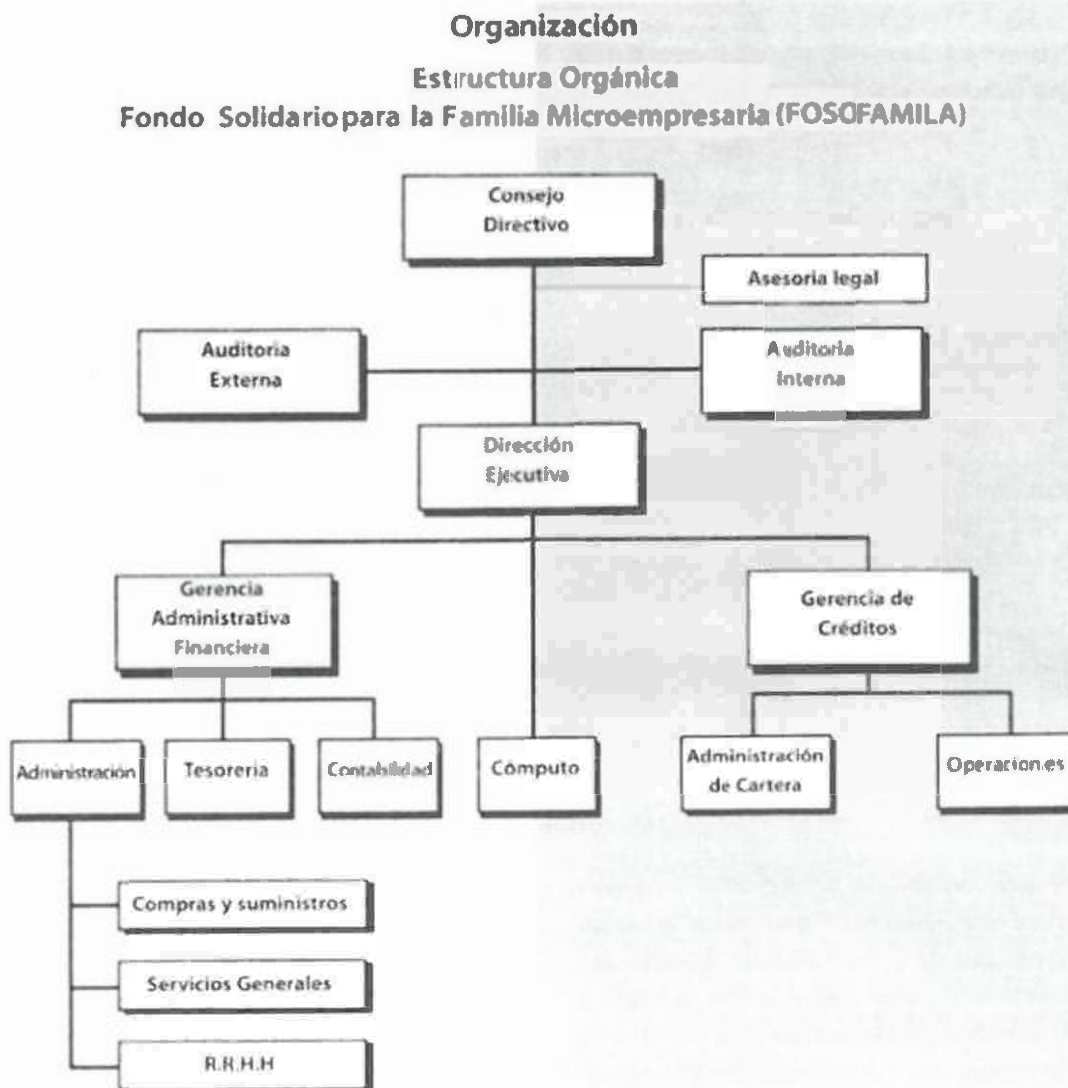 Organización
Estructura Orgánica
Fondo Solidario para la Familia Microempresaria (FOSOFAMILA)
Consejo
Directivo
Asesoria legal
Auditoria
Externa
Auditoria
Interna
Dirección
Ejecutiva
Gerencia
Administrativa
Financiera
Gerencia de
Créditos
Administración
Tesoreria
Contabilidad
Cómputo
Administración
de Cartera
Operaciones
Compras y suministros
Servicios Generales
R.R.H.H